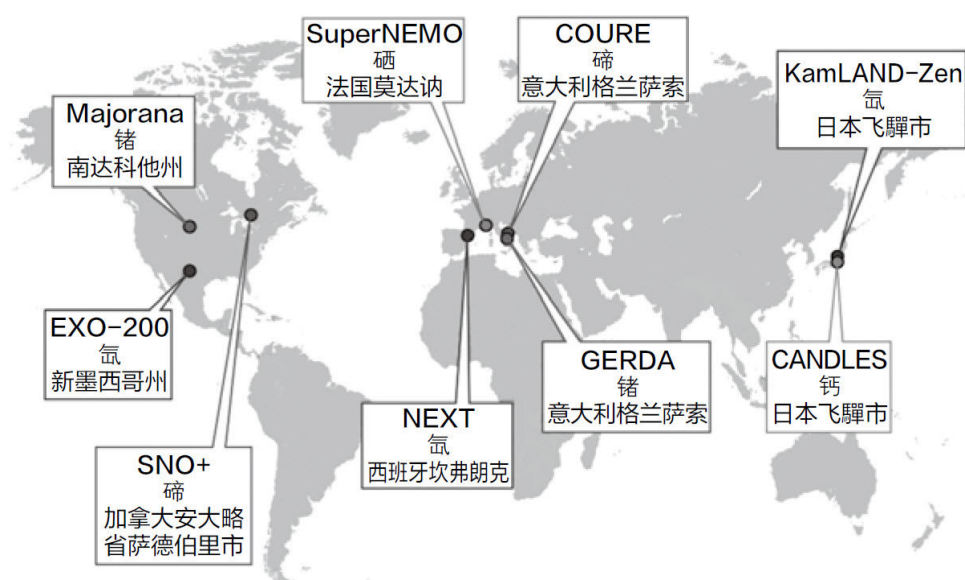 SuperNEMO
硒
法国莫达讷
COURE
碲
意大利格兰萨索
KamLAND-Zen
氙
日本飞驒市
Majorana
锗
南达科他州
EXO-200
氙
新墨西哥州
SNO+
碲
加拿大安大略
省萨德伯里市
NEXT
氙
西班牙坎弗朗克
GERDA
锗
意大利格兰萨索
CANDLES
钙
日本飞驒市